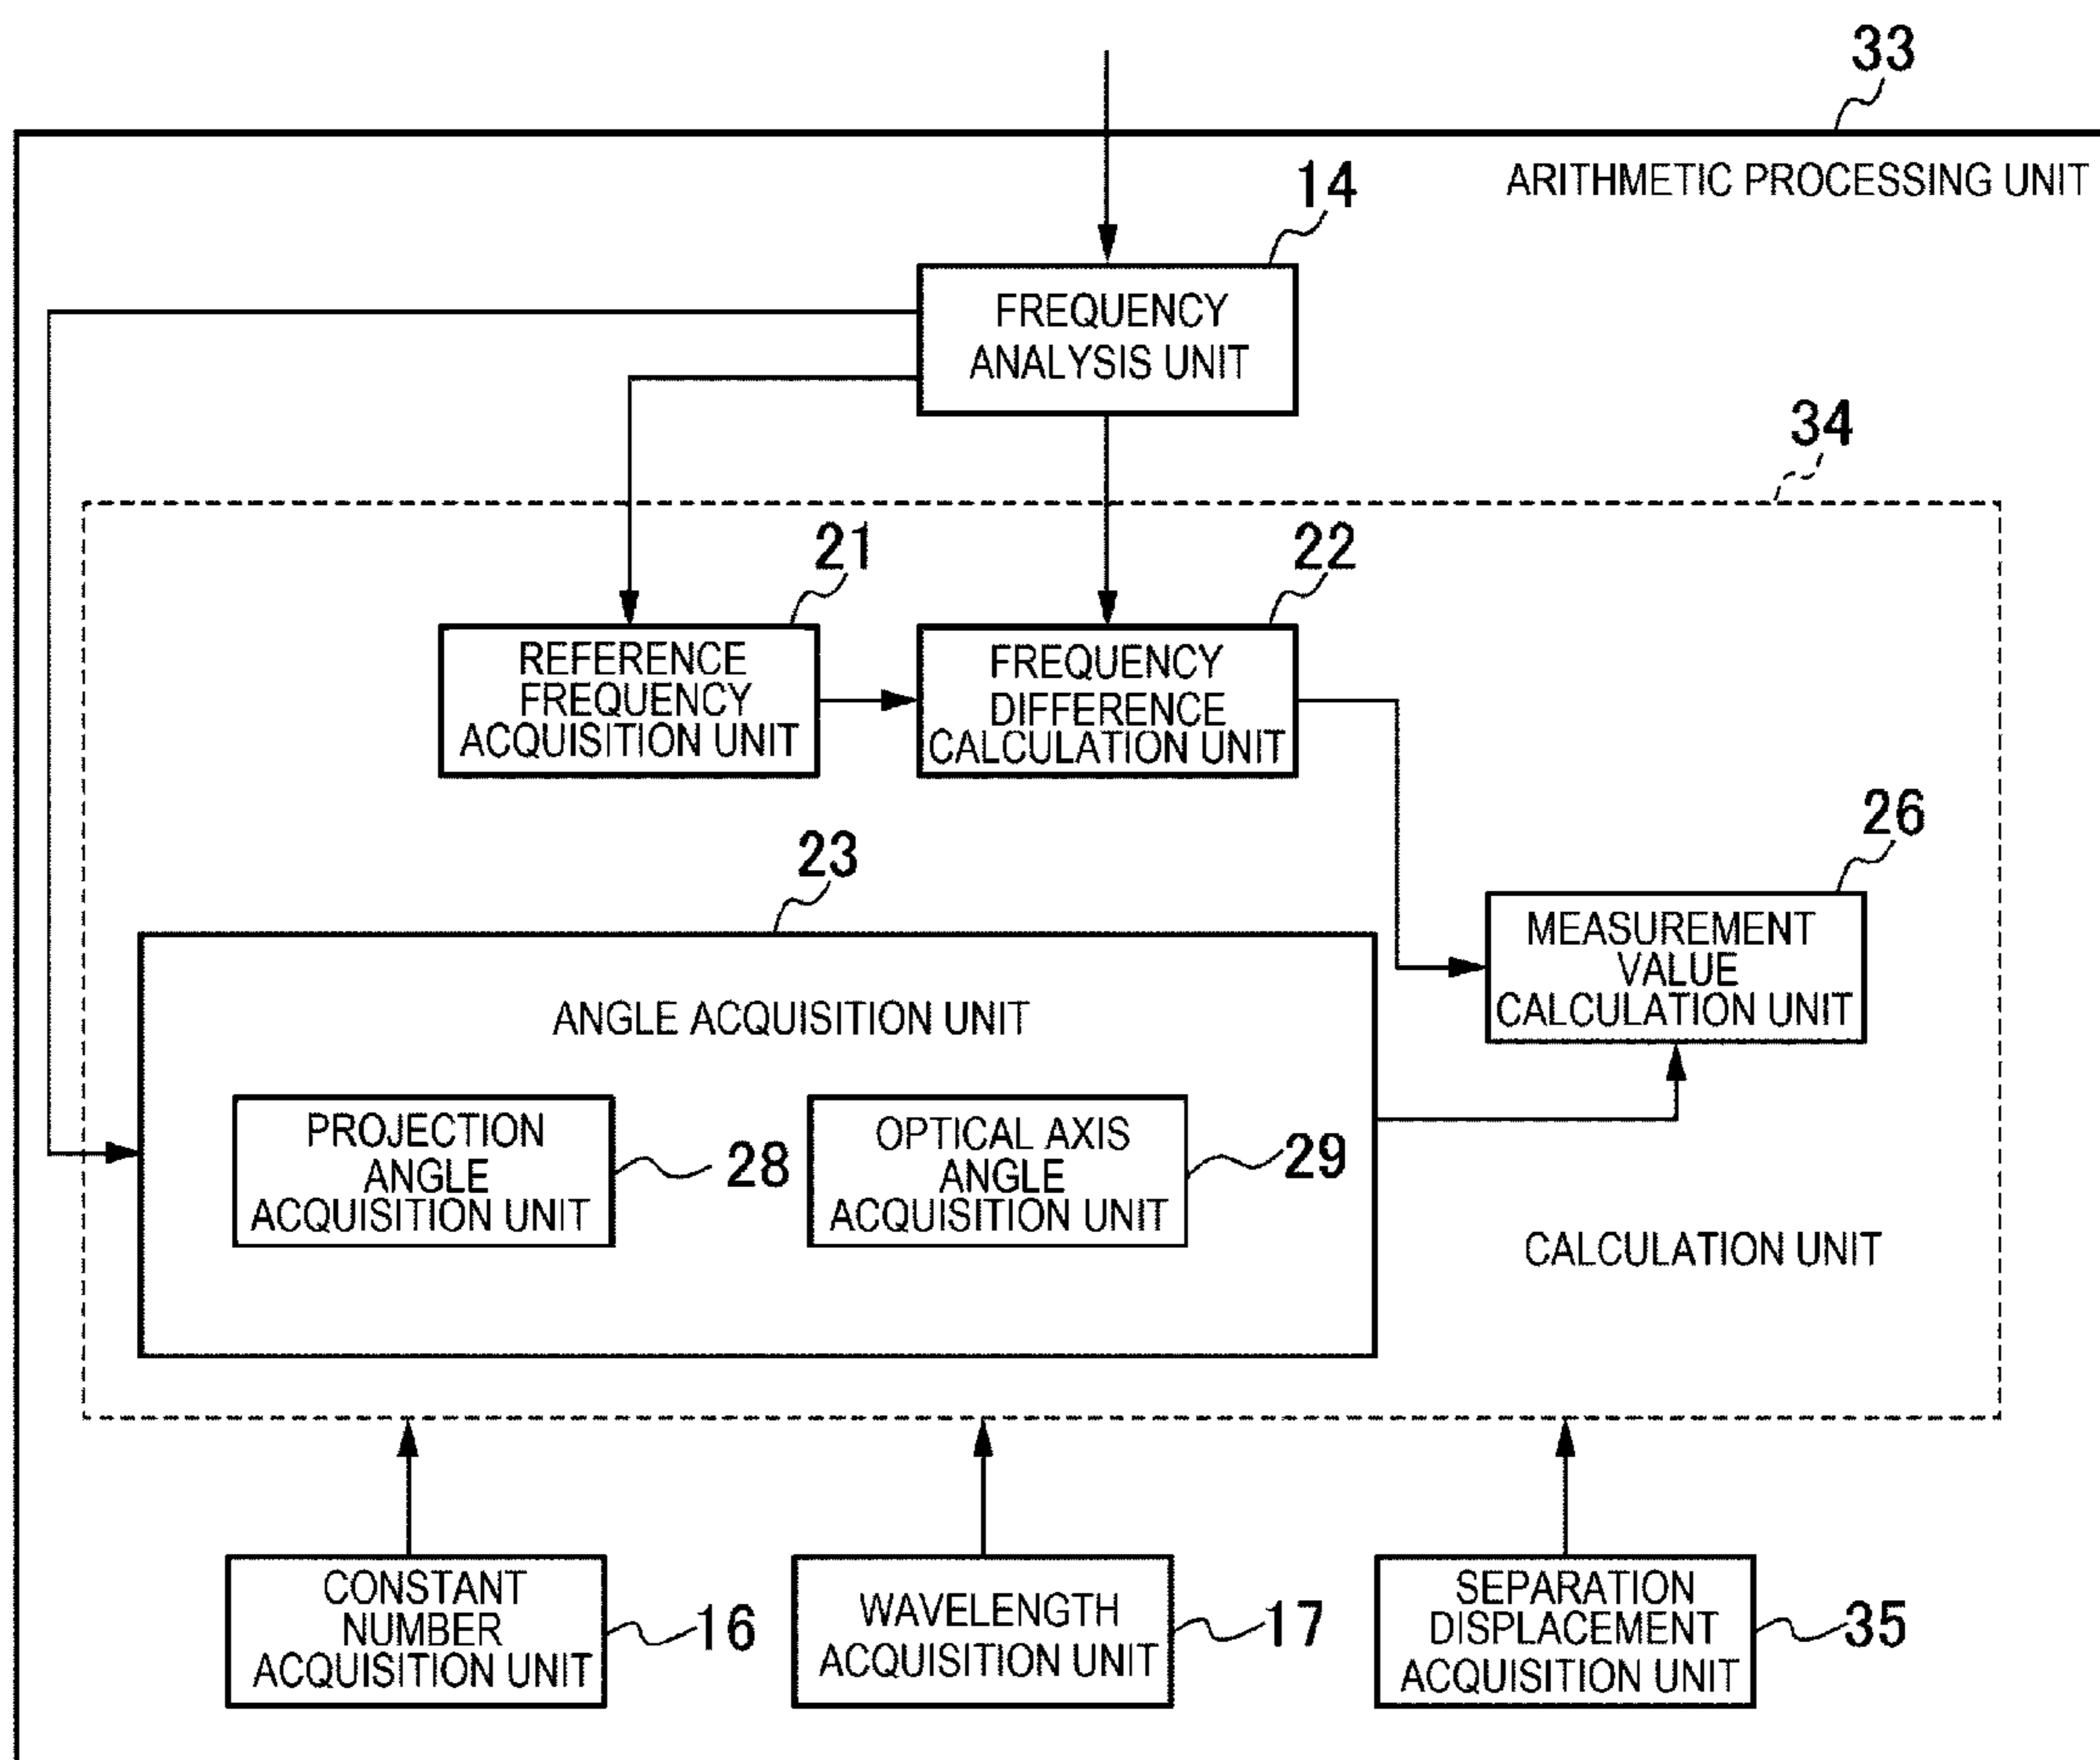 33
ARITHMETIC PROCESSING UNIT
14
FREQUENCY
ANALYSIS UNIT
34
21
22
REFERENCE
FREQUENCY
ACQUISITION UNIT
FREQUENCY
DIFFERENCE
CALCULATION UNIT
26
23
MEASUREMENT
VALUE
CALCULATION UNIT
ANGLE ACQUISITION UNIT
PROJECTION
ANGLE
ACQUISITION UNIT
28
OPTICAL AXIS
ANGLE
ACQUISITION UNIT
29
CALCULATION UNIT
CONSTANT
NUMBER
ACQUISITION UNIT
16
WAVELENGTH
ACQUISITION UNIT
17
SEPARATION
DISPLACEMENT
ACQUISITION UNIT
35